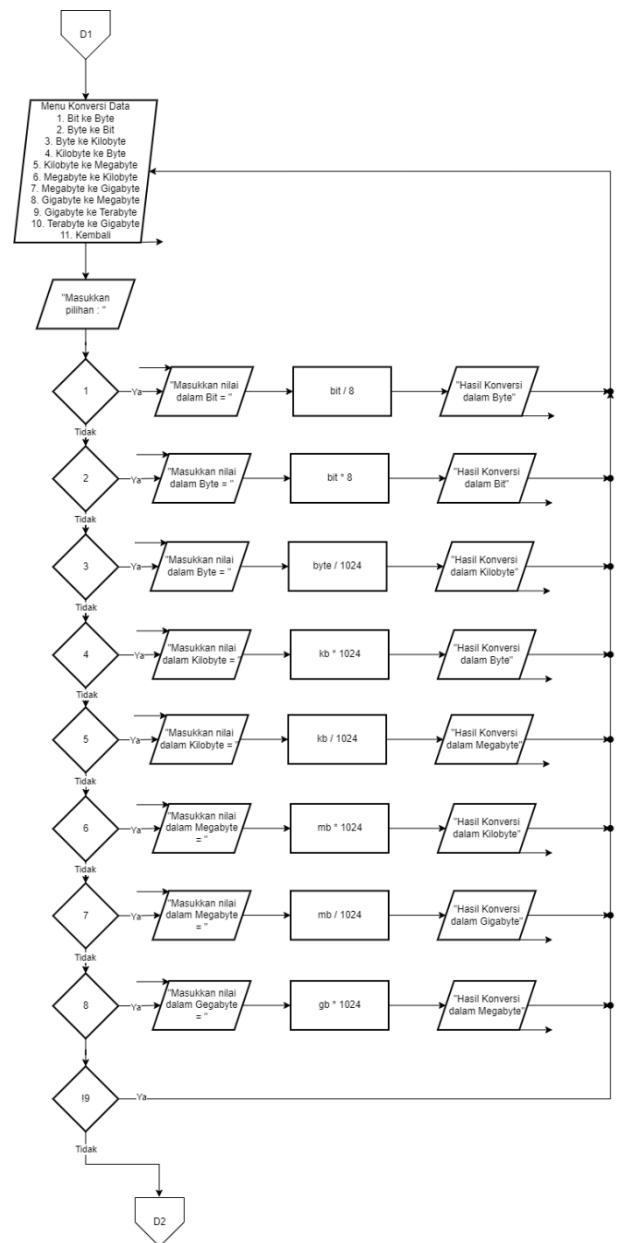 D1
Menu Konversi Data
1. Bit ke Byte
2. Byte ke Bit
3. Byte ke Kilobyte
4. Kilobyte ke Byte
5. Kilobyte ke Megabyte
6. Megabyte ke Kilobyte
7. Megabyte ke Gigabyte
8. Gigabyte ke Megabyte
9. Gigabyte ke Terabyte
10. Terabyte ke Gigabyte
11. Kembali
"Masukkan
pilihan : "
1
Ya
"Masukkan nilai
dalam Bit = "
bit / 8
"Hasil Konversi
dalam Byte"
Tidak
2
Ya
"Masukkan nilai
dalam Byte = "
bit * 8
"Hasil Konversi
dalam Bit"
Tidak
3
Ya
"Masukkan nilai
dalam Byte = "
byte / 1024
"Hasil Konversi
dalam Kilobyte"
Tidak
4
Ya
"Masukkan nilai
dalam Kilobyte = "
kb * 1024
"Hasil Konversi
dalam Byte"
Tidak
5
Ya
"Masukkan nilai
dalam Kilobyte = "
kb / 1024
"Hasil Konversi
dalam Megabyte"
Tidak
6
Ya
"Masukkan nilai
dalam Megabyte
= "
mb * 1024
"Hasil Konversi
dalam Kilobyte"
Tidak
7
Ya
"Masukkan nilai
dalam Megabyte
= "
mb / 1024
"Hasil Konversi
dalam Gigabyte"
Tidak
8
Ya
"Masukkan nilai
dalam Gegabyte
= "
gb * 1024
"Hasil Konversi
dalam Megabyte"
!9
Ya
Tidak
D2